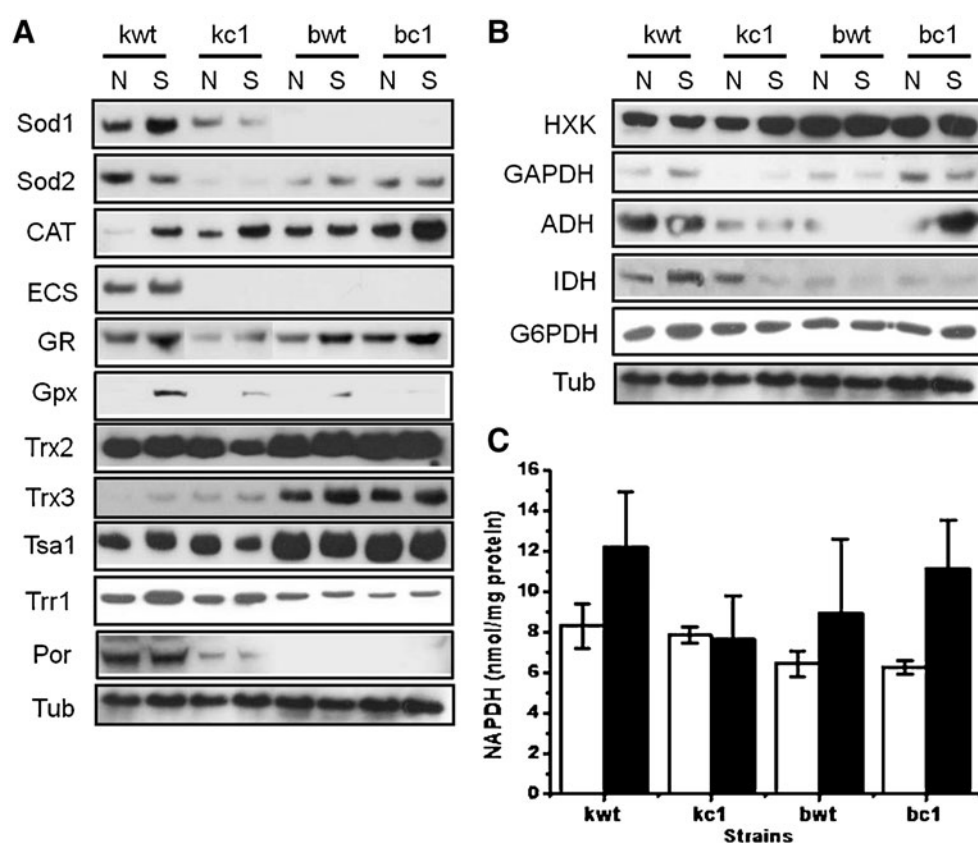 A
kwt kc1 bwt bc1
N S N S N S N S
Sod1
Sod2
CAT
ECS
GR
Gpx
Trx2
Trx3
Tsa1
Trr1
Por
Tub
B
kwt kc1 bwt bc1
N S N S N S N S
HXK
GAPDH
ADH
IDH
G6PDH
Tub
C
NAPDH (nmol/mg protein)
16
14
12
10
8
6
4
2
0
kwt kc1 bwt bc1
Strains